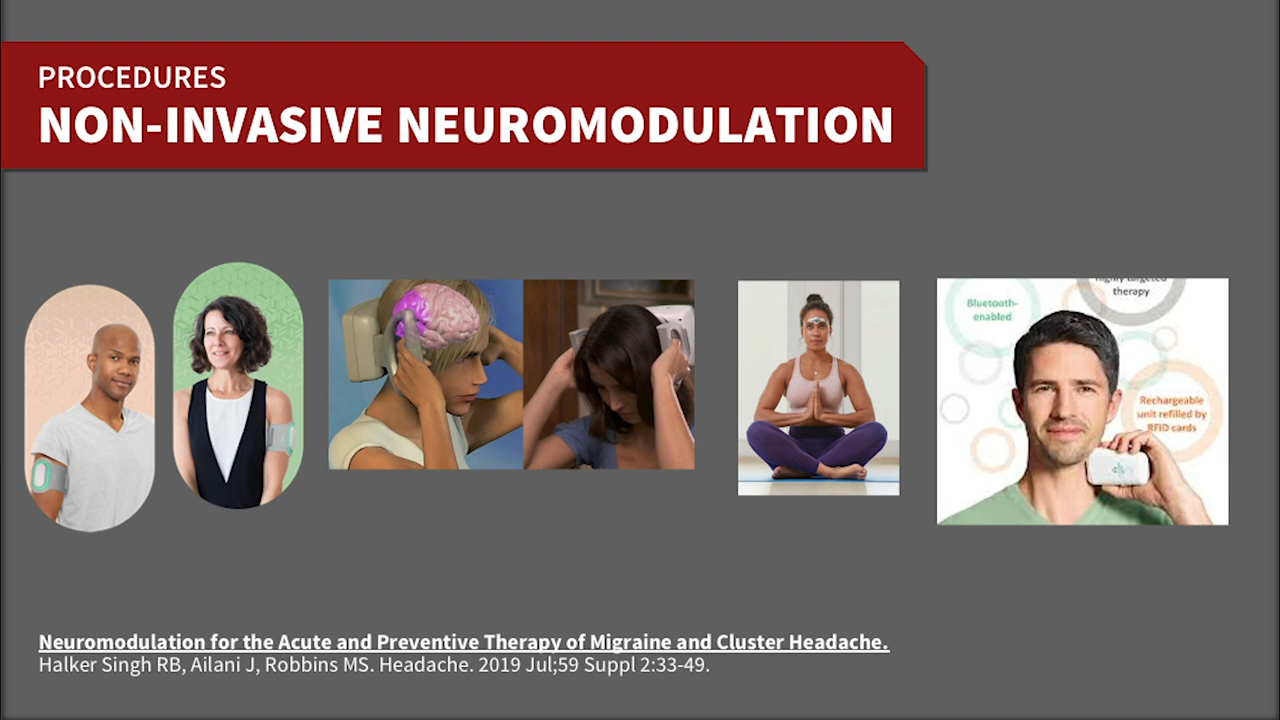 PROCEDURES
NON-INVASIVE NEUROMODULATION
highly targeted
therapy
Bluetooth-
enabled
Rechargeable
unit refilled by
RFID cards
Neuromodulation for the Acute and Preventive Therapy of Migraine and Cluster Headache.
Halker Singh RB, Ailani J, Robbins MS. Headache. 2019 Jul;59 Suppl 2:33-49.